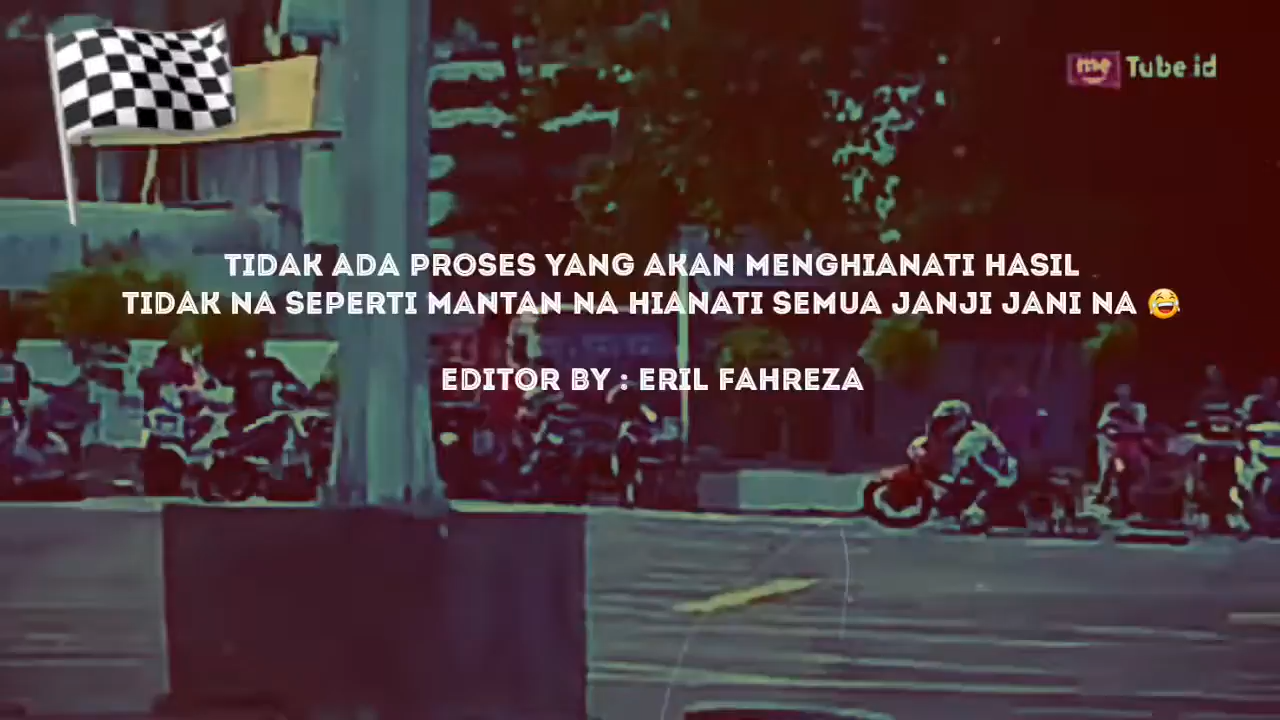 me Tube id
TIDAK ADA PROSES YANG AKAN MENGHIANATI HASIL
TIDAK NA SEPERTI MANTAN NA HIANATI SEMUA JANJI JANI NA 😂
EDITOR BY : ERIL FAHREZA